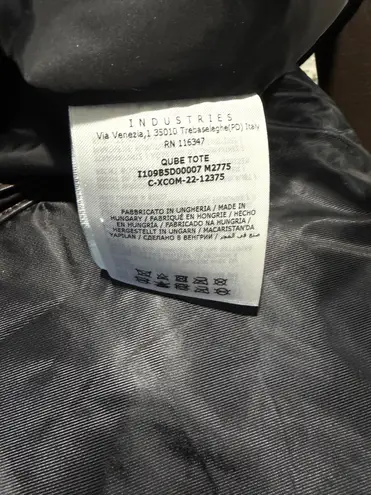 INDUSTRIES
Via Venezia,1 35010 Trebaseleghe(PD) Italy
RN 116347
QUBE TOTE
I109B5D00007 M2775
C-XCOM-22-12375
FABBRICATO IN UNGHERIA / MADE IN
HUNGARY / FABRIQUÉ EN HONGRIE / HECHO
EN HUNGRÍA / FABRICADO NA HUNGRIA /
HERGESTELLT IN UNGARN / MACARISTAN'DA
YAPILAN / СДЕЛАНО В ВЕНГРИИ / صنع في المجر